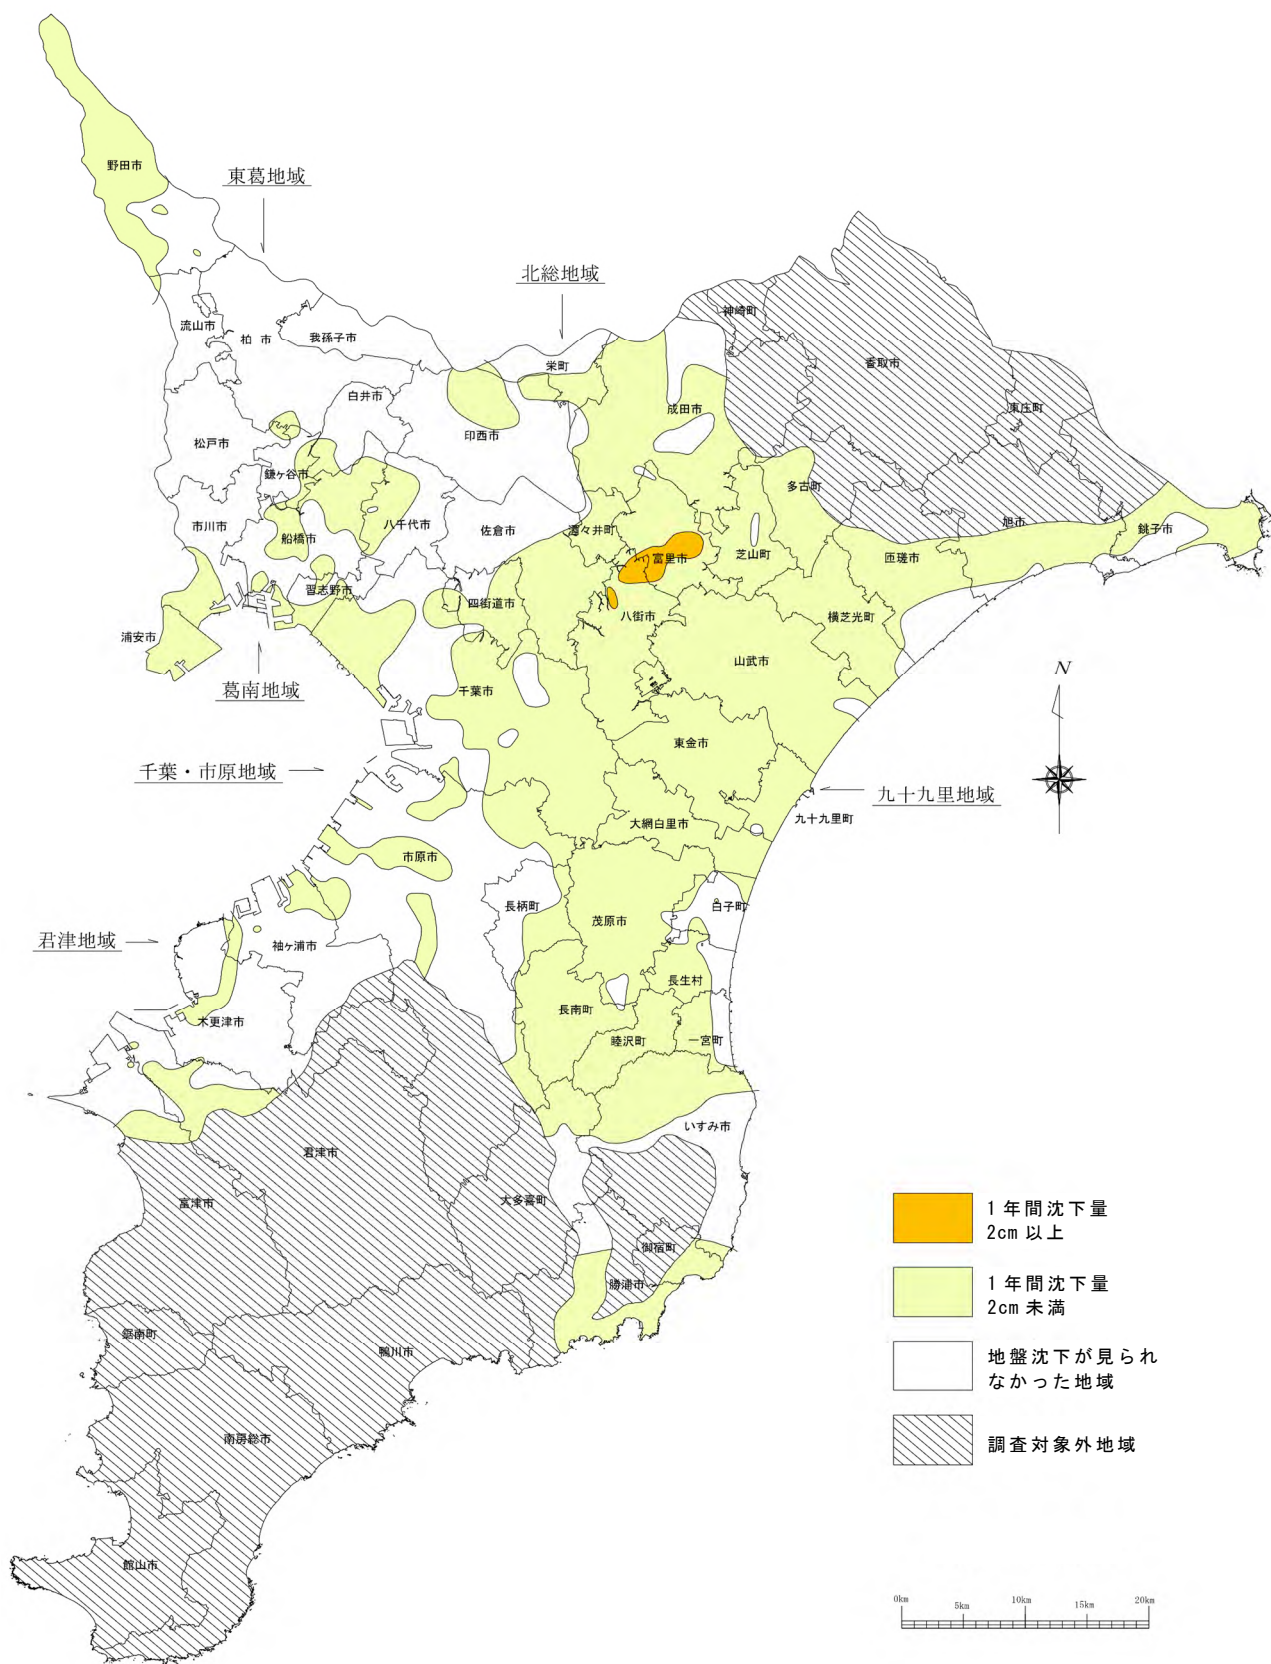 野田市
東葛地域
北総地域
神崎町
流山市
柏 市
我孫子市
栄町
香取市
白井市
成田市
東庄町
松戸市
印西市
鎌ヶ谷市
多古町
市川市
船橋市
八千代市
佐倉市
酒々井町
富里市
芝山町
旭市
銚子市
匝瑳市
習志野市
四街道市
八街市
横芝光町
浦安市
山武市
N
葛南地域
千葉市
東金市
千葉・市原地域
九十九里地域
大網白里市
九十九里町
市原市
長柄町
茂原市
白子町
君津地域
袖ヶ浦市
長生村
木更津市
長南町
睦沢町
一宮町
いすみ市
君津市
富津市
大多喜町
御宿町
勝浦市
鋸南町
鴨川市
南房総市
館山市
1年間沈下量
2cm以上
1年間沈下量
2cm未満
地盤沈下が見られ
なかった地域
調査対象外地域
0km 5km 10km 15km 20km